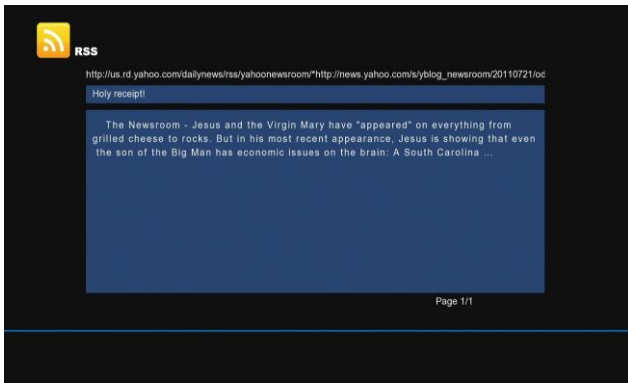 RSS
http://us.rd.yahoo.com/dailynews/rss/yahoonewsroom/*http://news.yahoo.com/s/yblog_newsroom/20110721/od
Holy receipt!
The Newsroom - Jesus and the Virgin Mary have "appeared" on everything from
grilled cheese to rocks. But in his most recent appearance, Jesus is showing that even
the son of the Big Man has economic issues on the brain: A South Carolina ...
Page 1/1